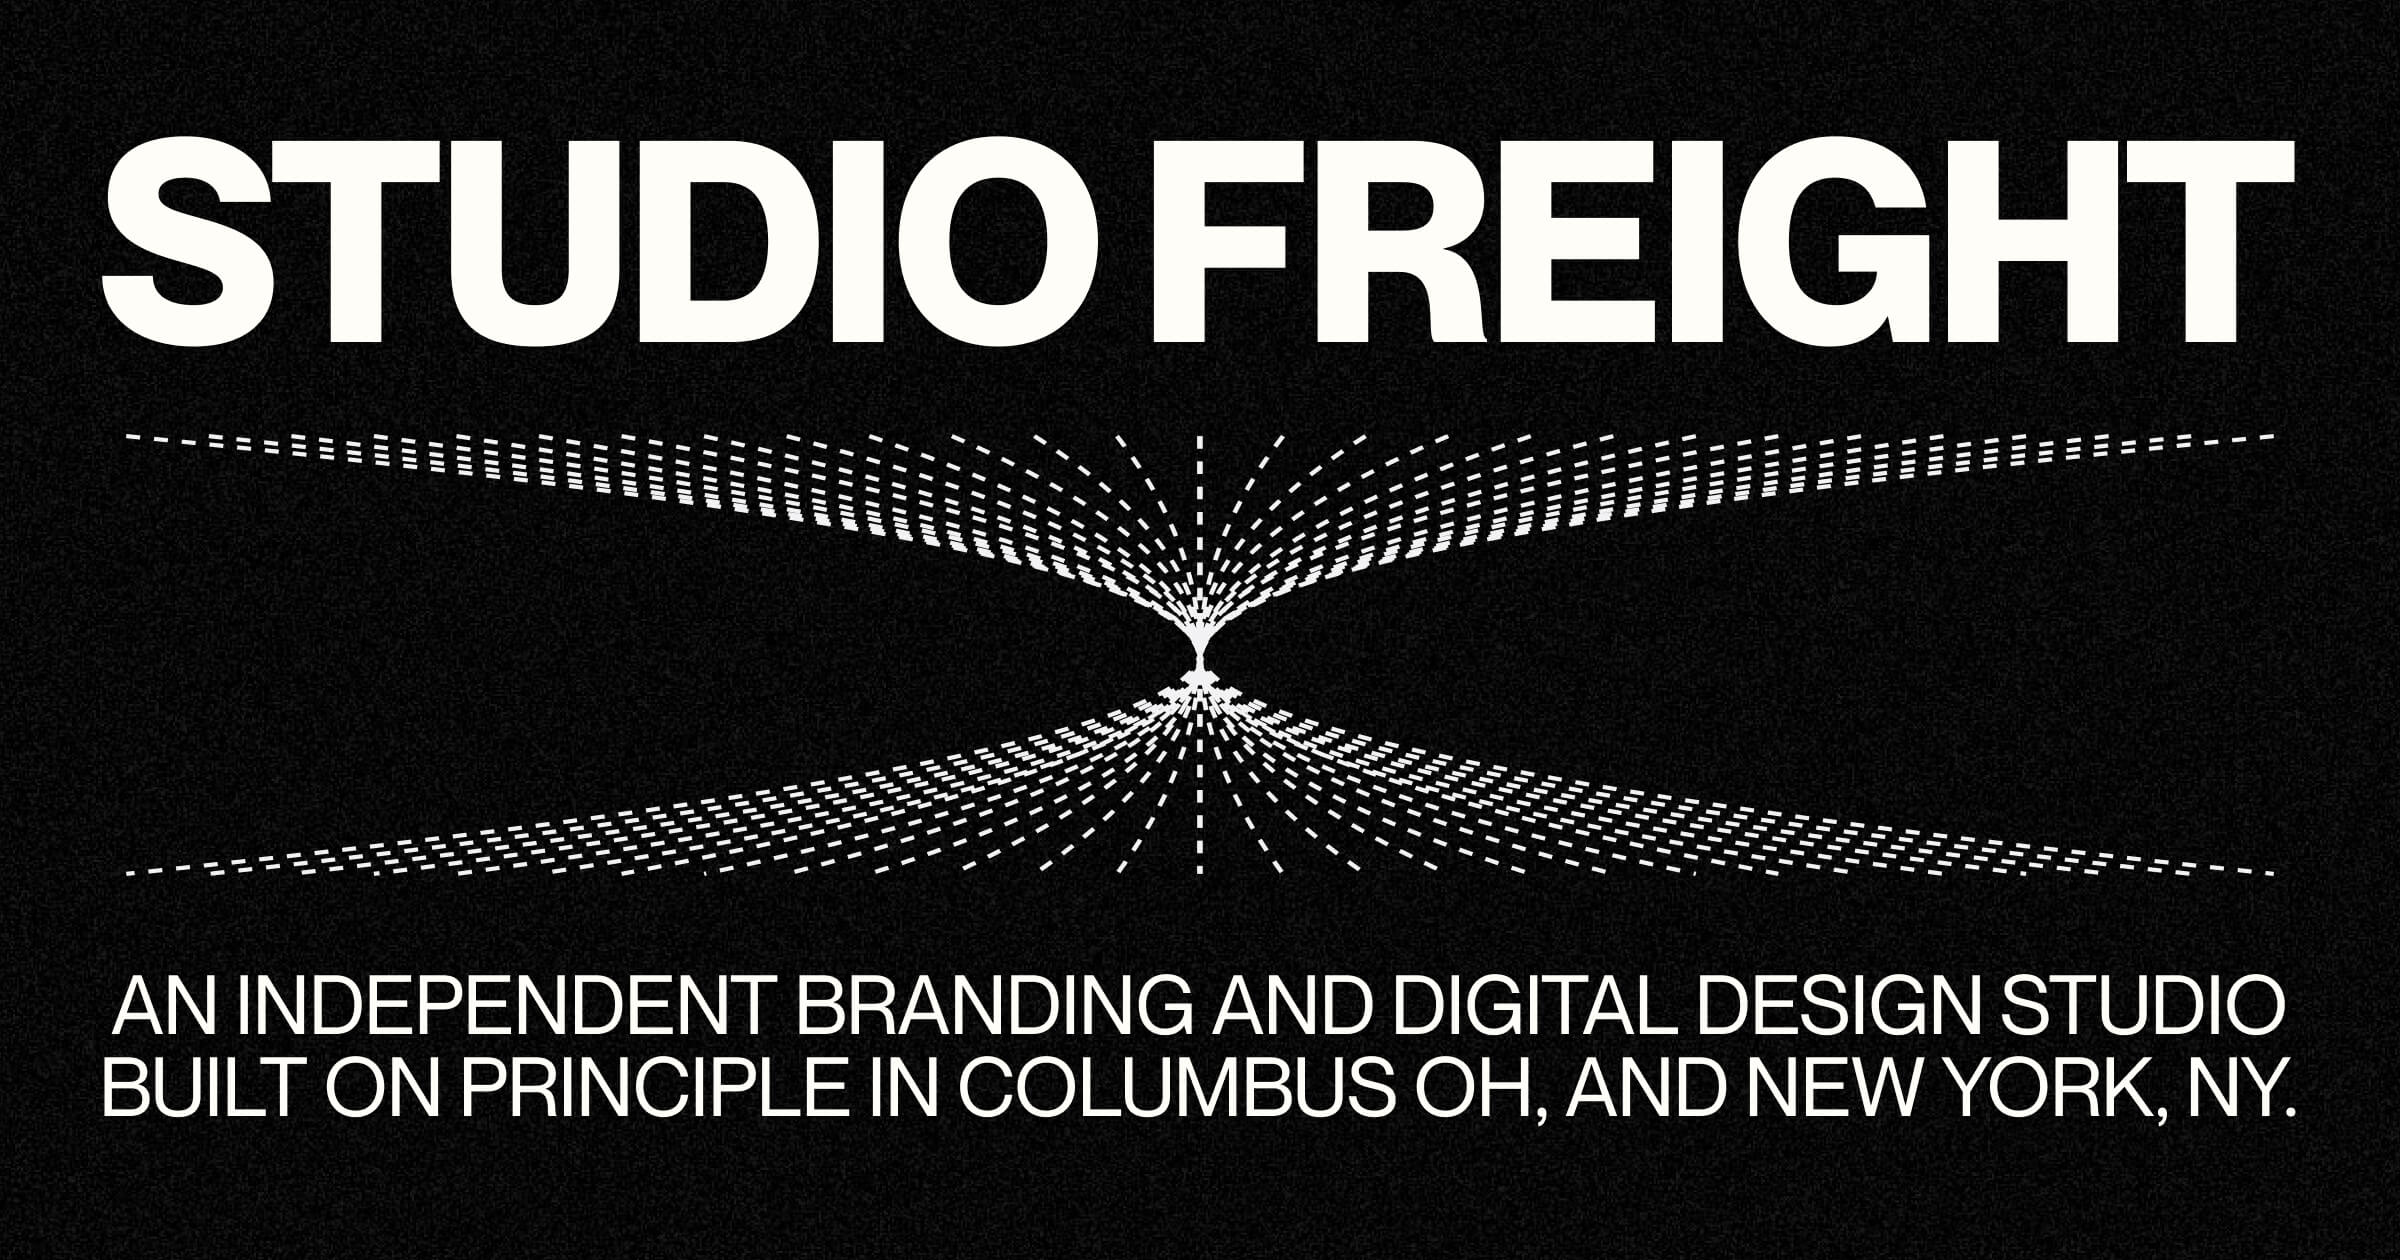 STUDIO FREIGHT
AN INDEPENDENT BRANDING AND DIGITAL DESIGN STUDIO
BUILT ON PRINCIPLE IN COLUMBUS OH, AND NEW YORK, NY.